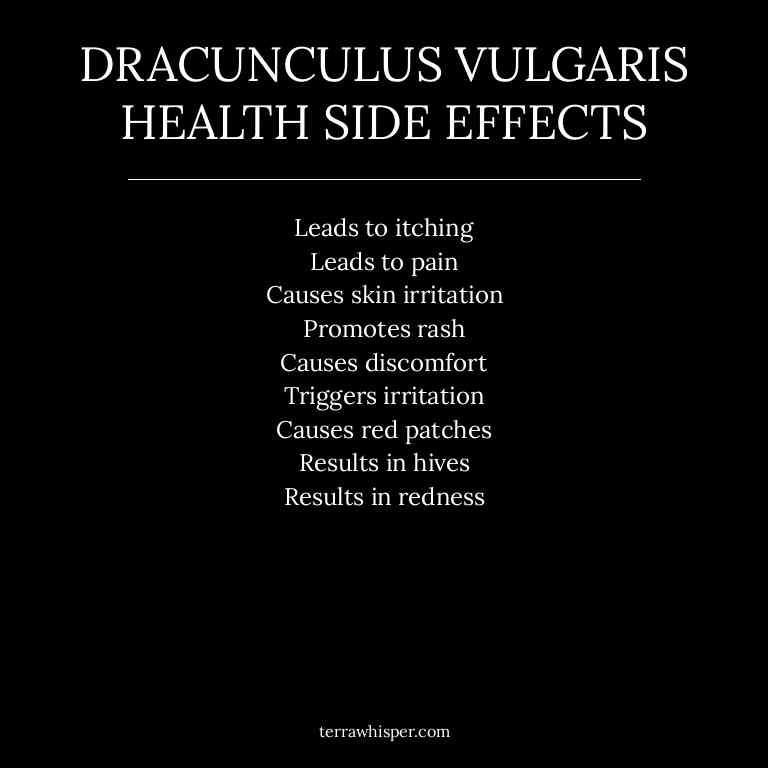 DRACUNCULUS VULGARIS
HEALTH SIDE EFFECTS
Leads to itching
Leads to pain
Causes skin irritation
Promotes rash
Causes discomfort
Triggers irritation
Causes red patches
Results in hives
Results in redness
terrawhisper.com